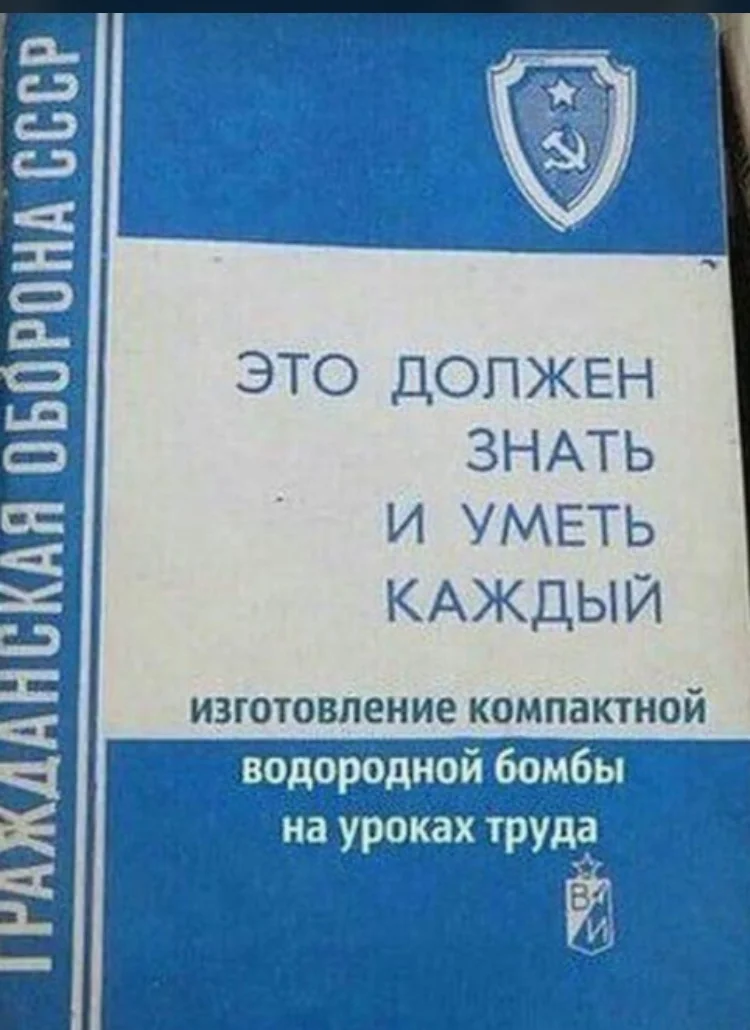 ГРАЖДАНСКАЯ ОБОРОНА СССР
ЭТО ДОЛЖЕН
ЗНАТЬ
И УМЕТЬ
КАЖДЫЙ
изготовление компактной
водородной бомбы
на уроках труда
В
И